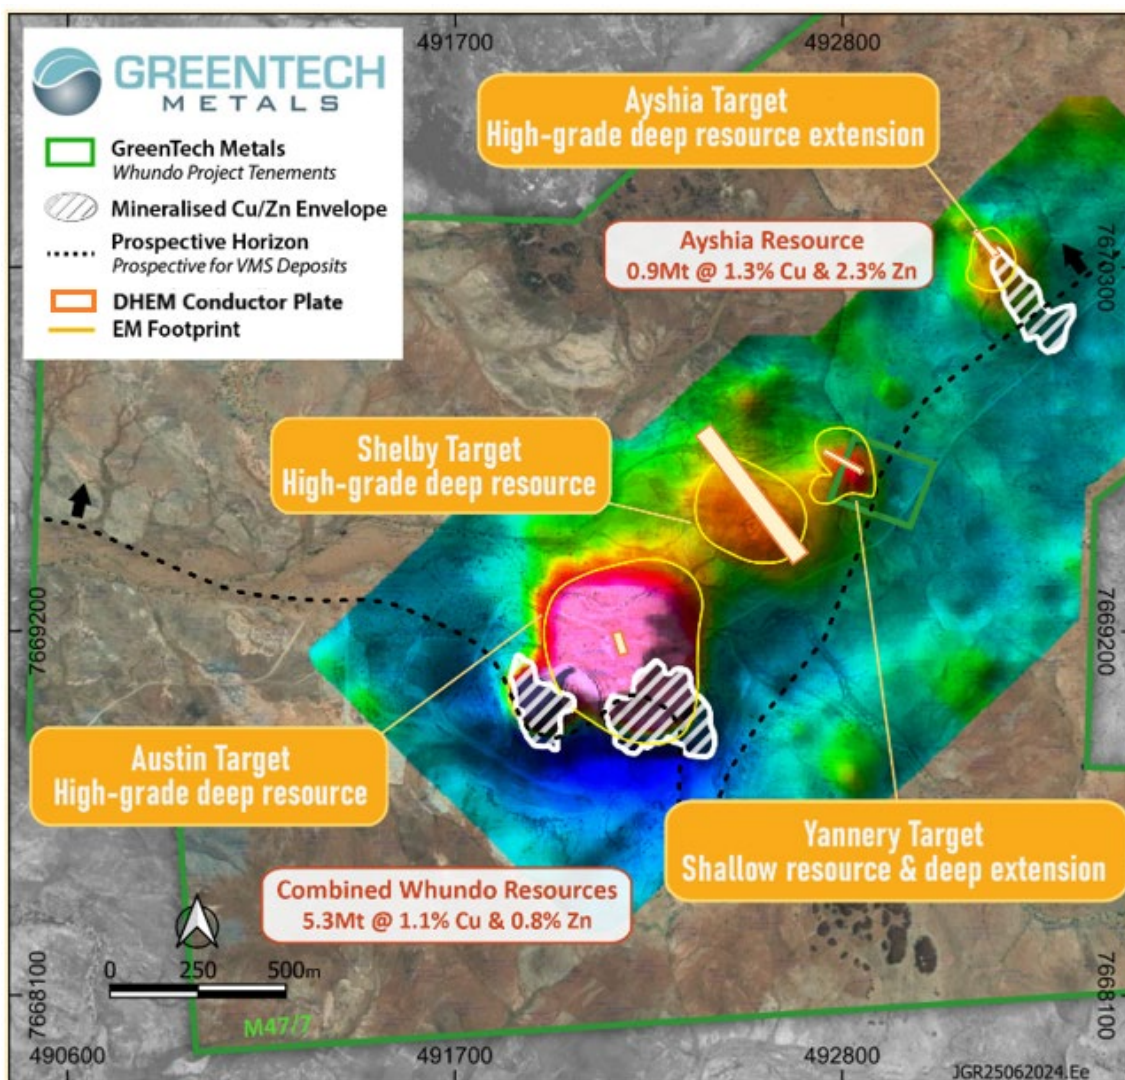 491700
492800
GREENTECH
METALS
GreenTech Metals
Whundo Project Tenements
Mineralised Cu/Zn Envelope
Prospective Horizon
Prospective for VMS Deposits
DHEM Conductor Plate
EM Footprint
Ayshia Target
High-grade deep resource extension
Ayshia Resource
0.9Mt @ 1.3% Cu & 2.3% Zn
7670300
Shelby Target
High-grade deep resource
7669200
7669200
Austin Target
High-grade deep resource
Yannery Target
Shallow resource & deep extension
Combined Whundo Resources
5.3Mt @ 1.1% Cu & 0.8% Zn
0 250 500m
7668100
7668100
M47/7
490600
491700
492800
JGR25062024.Ee